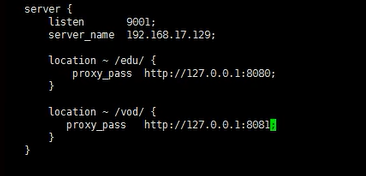 server {
    listen       9001;
    server_name  192.168.17.129;

    location ~ /edu/ {
        proxy_pass  http://127.0.0.1:8080;
    }

    location ~ /vod/ {
       proxy_pass   http://127.0.0.1:8081;
    }
}